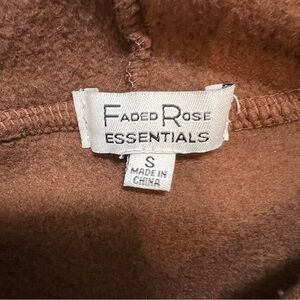 FADED ROSE
ESSENTIALS
S
MADE IN
CHINA